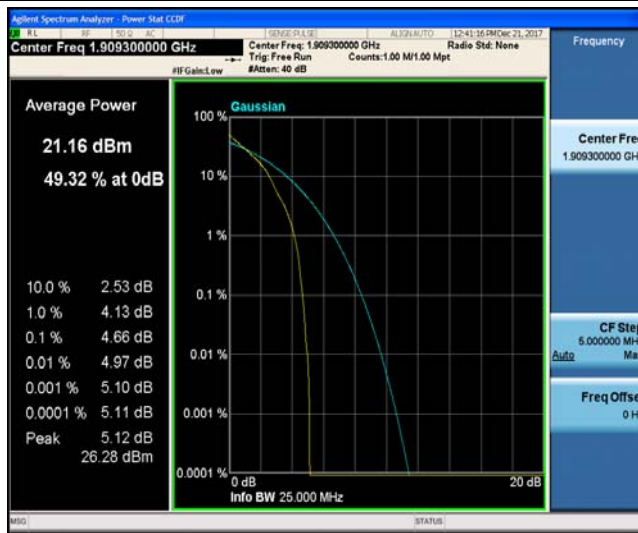 Agilent Spectrum Analyzer - Power Stat CCDF
RL RF 50 Ω AC SENSE:PULSE ALIGN AUTO 12:41:16 PM Dec 21, 2017
Center Freq 1.909300000 GHz
Center Freq: 1.909300000 GHz Radio Std: None
Trig: Free Run Counts:1.00 M/1.00 Mpt
#IFGain:Low #Atten: 40 dB
Frequency
Average Power
21.16 dBm
49.32 % at 0dB
10.0 % 2.53 dB
1.0 % 4.13 dB
0.1 % 4.66 dB
0.01 % 4.97 dB
0.001 % 5.10 dB
0.0001 % 5.11 dB
Peak 5.12 dB
26.28 dBm
Gaussian
100 %
10 %
1 %
0.1 %
0.01 %
0.001 %
0.0001 %
0 dB 20 dB
Info BW 25.000 MHz
Center Fre
1.909300000 GH
CF Step
5.000000 MH
Auto Ma
Freq Offse
0 H
MSG STATUS